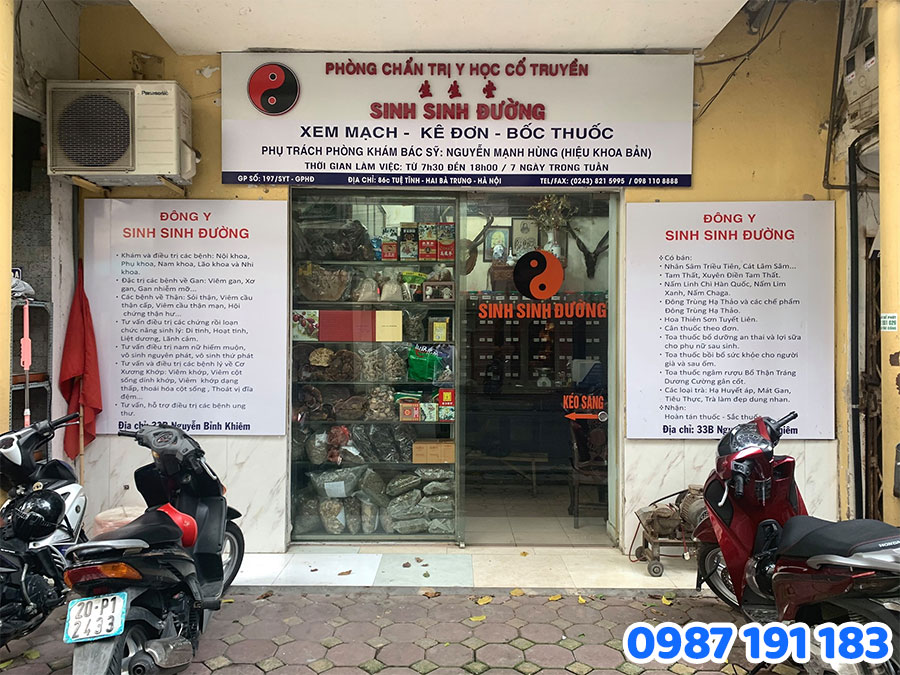 PHÒNG CHẨN TRỊ Y HỌC CỔ TRUYỀN
生生堂
SINH SINH ĐƯỜNG
XEM MẠCH - KÊ ĐƠN - BỐC THUỐC
PHỤ TRÁCH PHÒNG KHÁM BÁC SỸ: NGUYỄN MẠNH HÙNG (HIỆU KHOA BẢN)
THỜI GIAN LÀM VIỆC: TỪ 7h30 ĐẾN 18h00 / 7 NGÀY TRONG TUẦN
GP SỐ: 197/SYT - GPHĐ ĐỊA CHỈ: 86c TUỆ TĨNH - HAI BÀ TRƯNG - HÀ NỘI TEL/FAX: (0243) 821 5995 / 098 110 8888
Panasonic
ĐÔNG Y
SINH SINH ĐƯỜNG
• Khám và điều trị các bệnh: Nội khoa,
Phụ khoa, Nam khoa, Lão khoa và Nhi
khoa.
• Đặc trị các bệnh về Gan: Viêm gan, Xơ
gan, Gan nhiễm mỡ...
• Các bệnh về Thận: Sỏi thận, Viêm cầu
thận cấp, Viêm cầu thận mạn, Hội
chứng thận hư...
• Tư vấn điều trị các chứng rối loạn
chức năng sinh lý: Di tinh, Hoạt tinh,
Liệt dương, Lãnh cảm.
• Tư vấn điều trị nam nữ hiếm muộn,
vô sinh nguyên phát, vô sinh thứ phát
• Tư vấn và điều trị các bệnh lý về Cơ
Xương Khớp: Viêm khớp, Viêm cột
sống dính khớp, Viêm khớp dạng
thấp, thoái hóa cột sống , Thoát vị đĩa
đệm...
• Tư vấn, hỗ trợ điều trị các bệnh ung
thư.
Địa chỉ: 33B Nguyễn Bỉnh Khiêm
SINH SINH ĐƯỜNG
KÉO SANG
ĐÔNG Y
SINH SINH ĐƯỜNG
❖Có bán:
• Nhân Sâm Triều Tiên, Cát Lâm Sâm...
• Tam Thất, Xuyên Điền Tam Thất.
• Nấm Linh Chi Hàn Quốc, Nấm Lim
Xanh, Nấm Chaga.
• Đông Trùng Hạ Thảo và các chế phẩm
Đông Trùng Hạ Thảo.
• Hoa Thiên Sơn Tuyết Liên.
• Cân thuốc theo đơn.
• Toa thuốc bổ dưỡng an thai và lợi sữa
cho phụ nữ sau sinh.
• Toa thuốc bồi bổ sức khỏe cho người
già và sau ốm.
• Toa thuốc ngâm rượu Bổ Thận Tráng
Dương Cường gân cốt.
• Các loại trà: Hạ Huyết áp, Mát Gan,
Tiêu Thực, Trà làm đẹp dung nhan.
❖Nhận:
Hoàn tán thuốc - Sắc thuốc
Địa chỉ: 33B
20-P1
2433
HONDA
0987 191 183